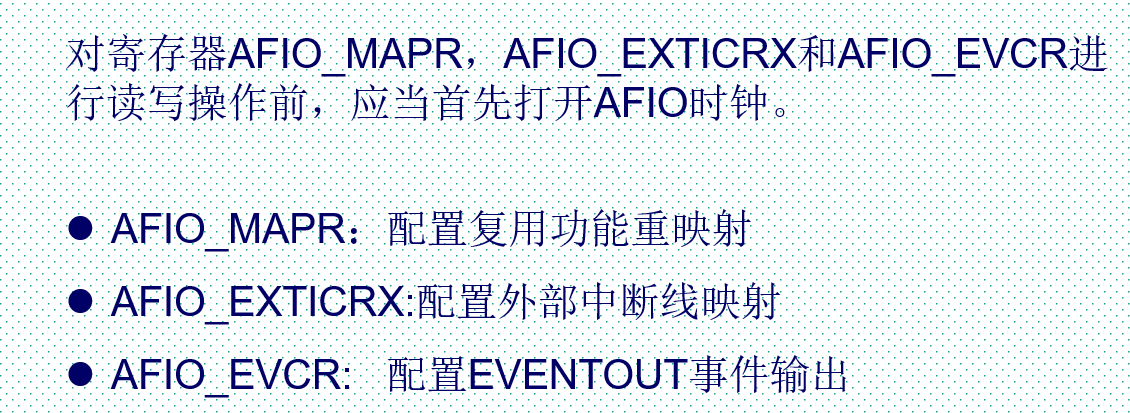 对寄存器AFIO_MAPR，AFIO_EXTICRX和AFIO_EVCR进
行读写操作前，应当首先打开AFIO时钟。
● AFIO_MAPR：配置复用功能重映射
● AFIO_EXTICRX:配置外部中断线映射
● AFIO_EVCR: 配置EVENTOUT事件输出